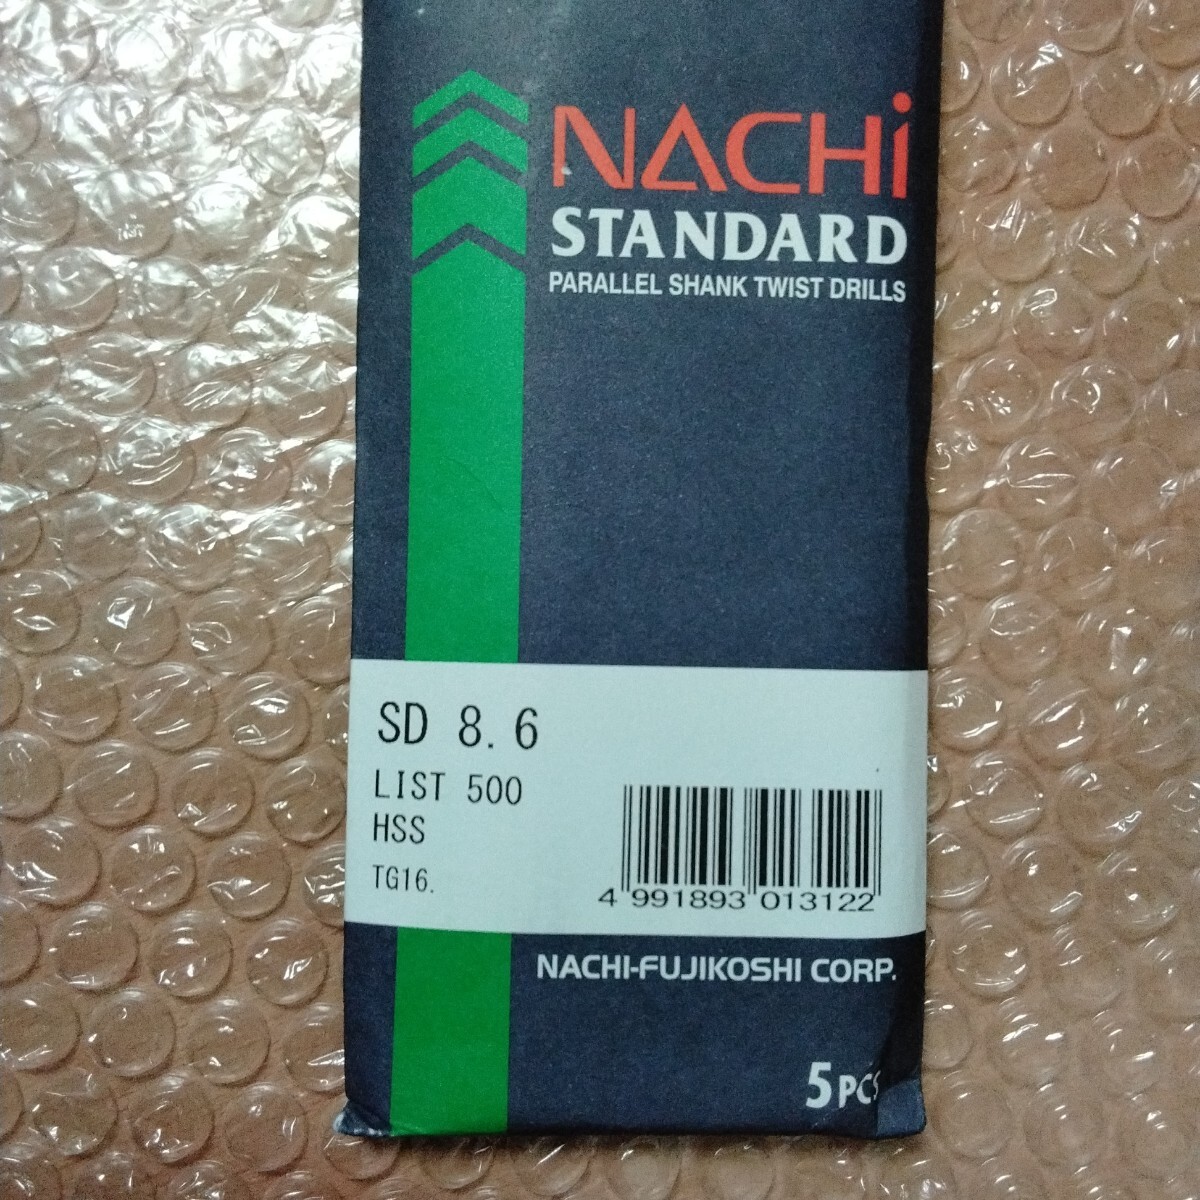 NACHi
STANDARD
PARALLEL SHANK TWIST DRILLS
SD 8.6
LIST 500
HSS
TG16.
4 991893 013122
NACHI-FUJIKOSHI CORP.
5PCS